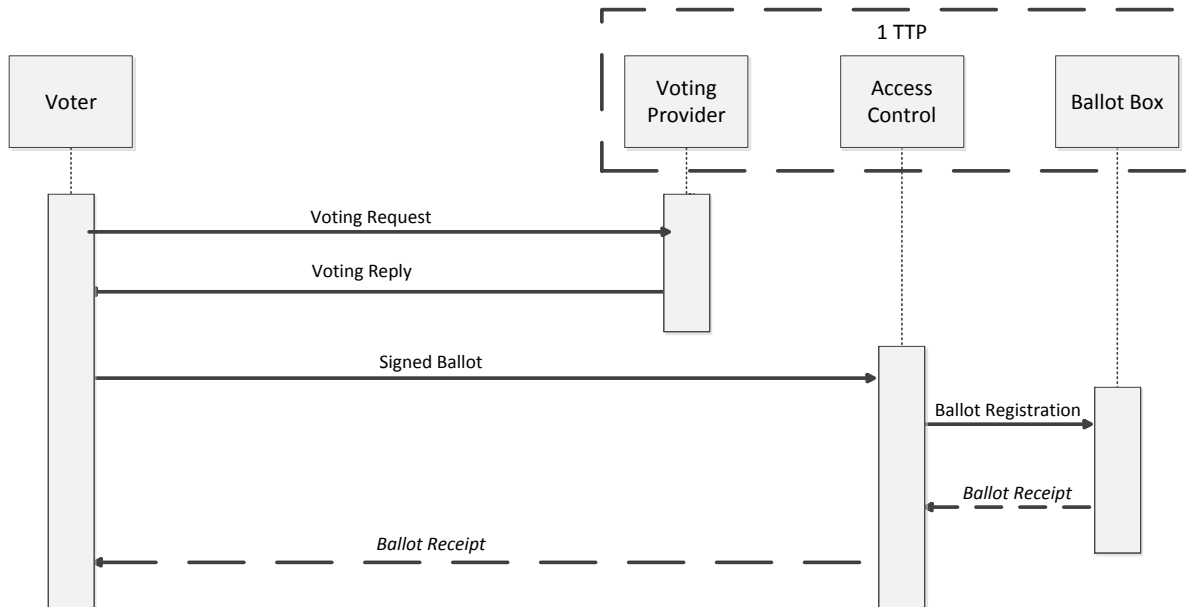 1 TTP
Voter
Voting
Provider
Access
Control
Ballot Box
Voting Request
Voting Reply
Signed Ballot
Ballot Registration
Ballot Receipt
Ballot Receipt